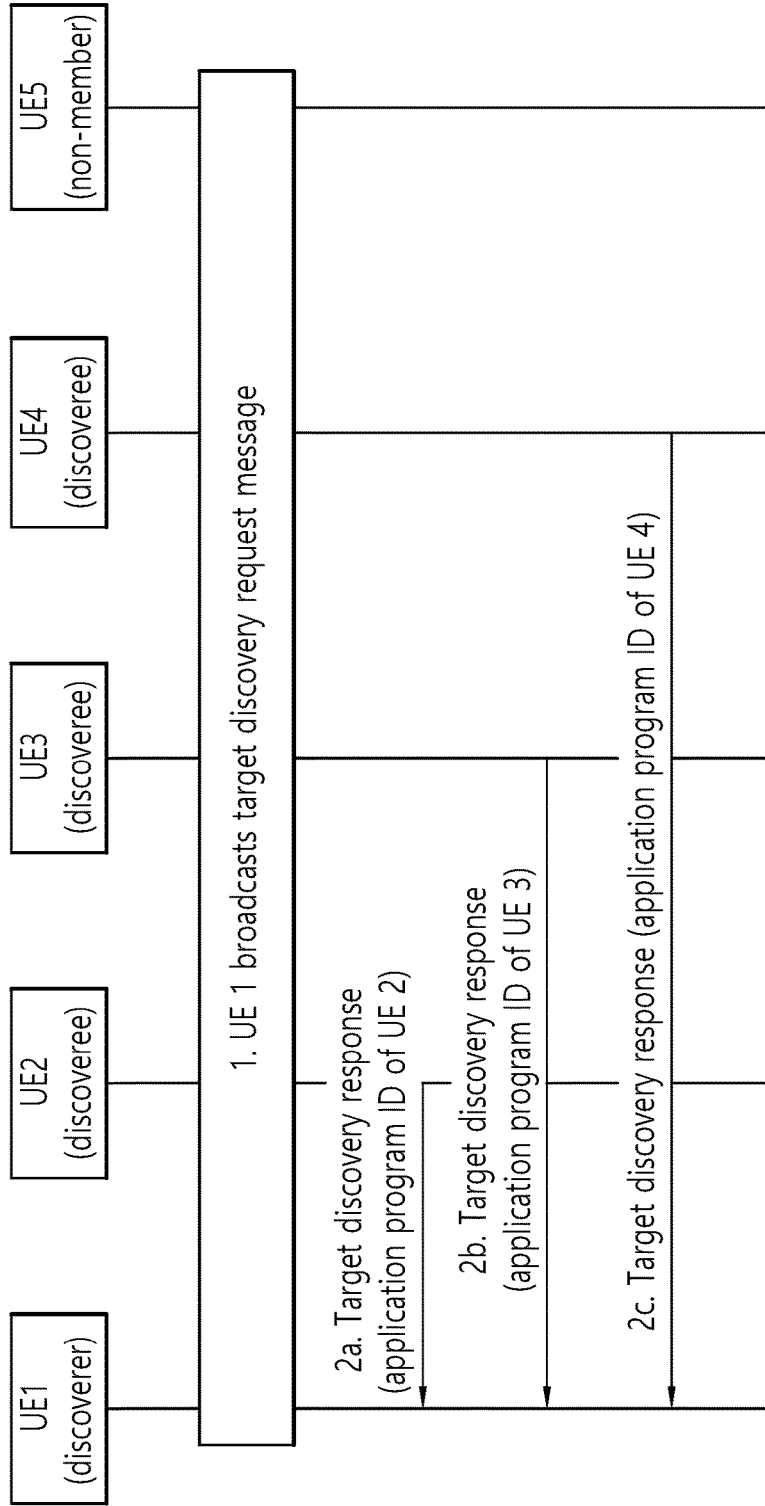 UE1
(discoverer)
UE2
(discoveree)
UE3
(discoveree)
UE4
(discoveree)
UE5
(non-member)
1. UE 1 broadcasts target discovery request message
2a. Target discovery response
(application program ID of UE 2)
2b. Target discovery response
(application program ID of UE 3)
2c. Target discovery response (application program ID of UE 4)